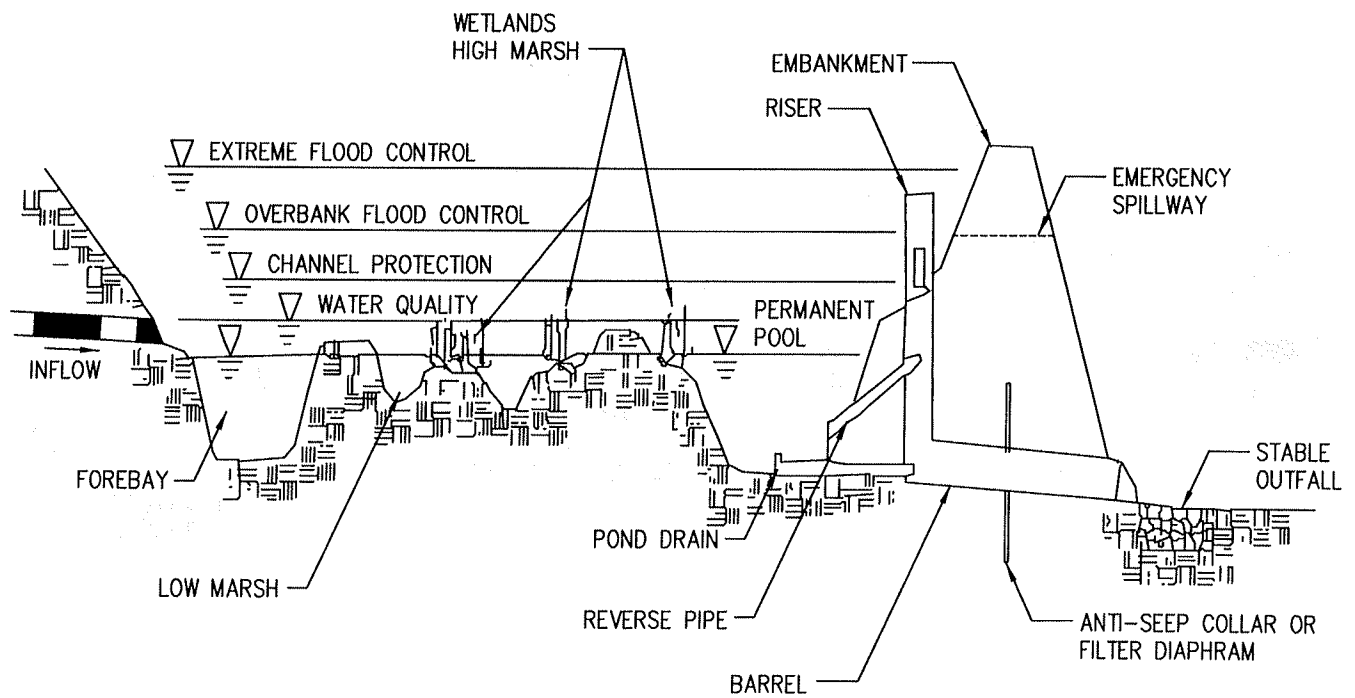 WETLANDS
HIGH MARSH
EMBANKMENT
RISER
EXTREME FLOOD CONTROL
EMERGENCY
SPILLWAY
OVERBANK FLOOD CONTROL
CHANNEL PROTECTION
WATER QUALITY
PERMANENT
POOL
INFLOW
FOREBAY
STABLE
OUTFALL
POND DRAIN
LOW MARSH
REVERSE PIPE
ANTI-SEEP COLLAR OR
FILTER DIAPHRAM
BARREL